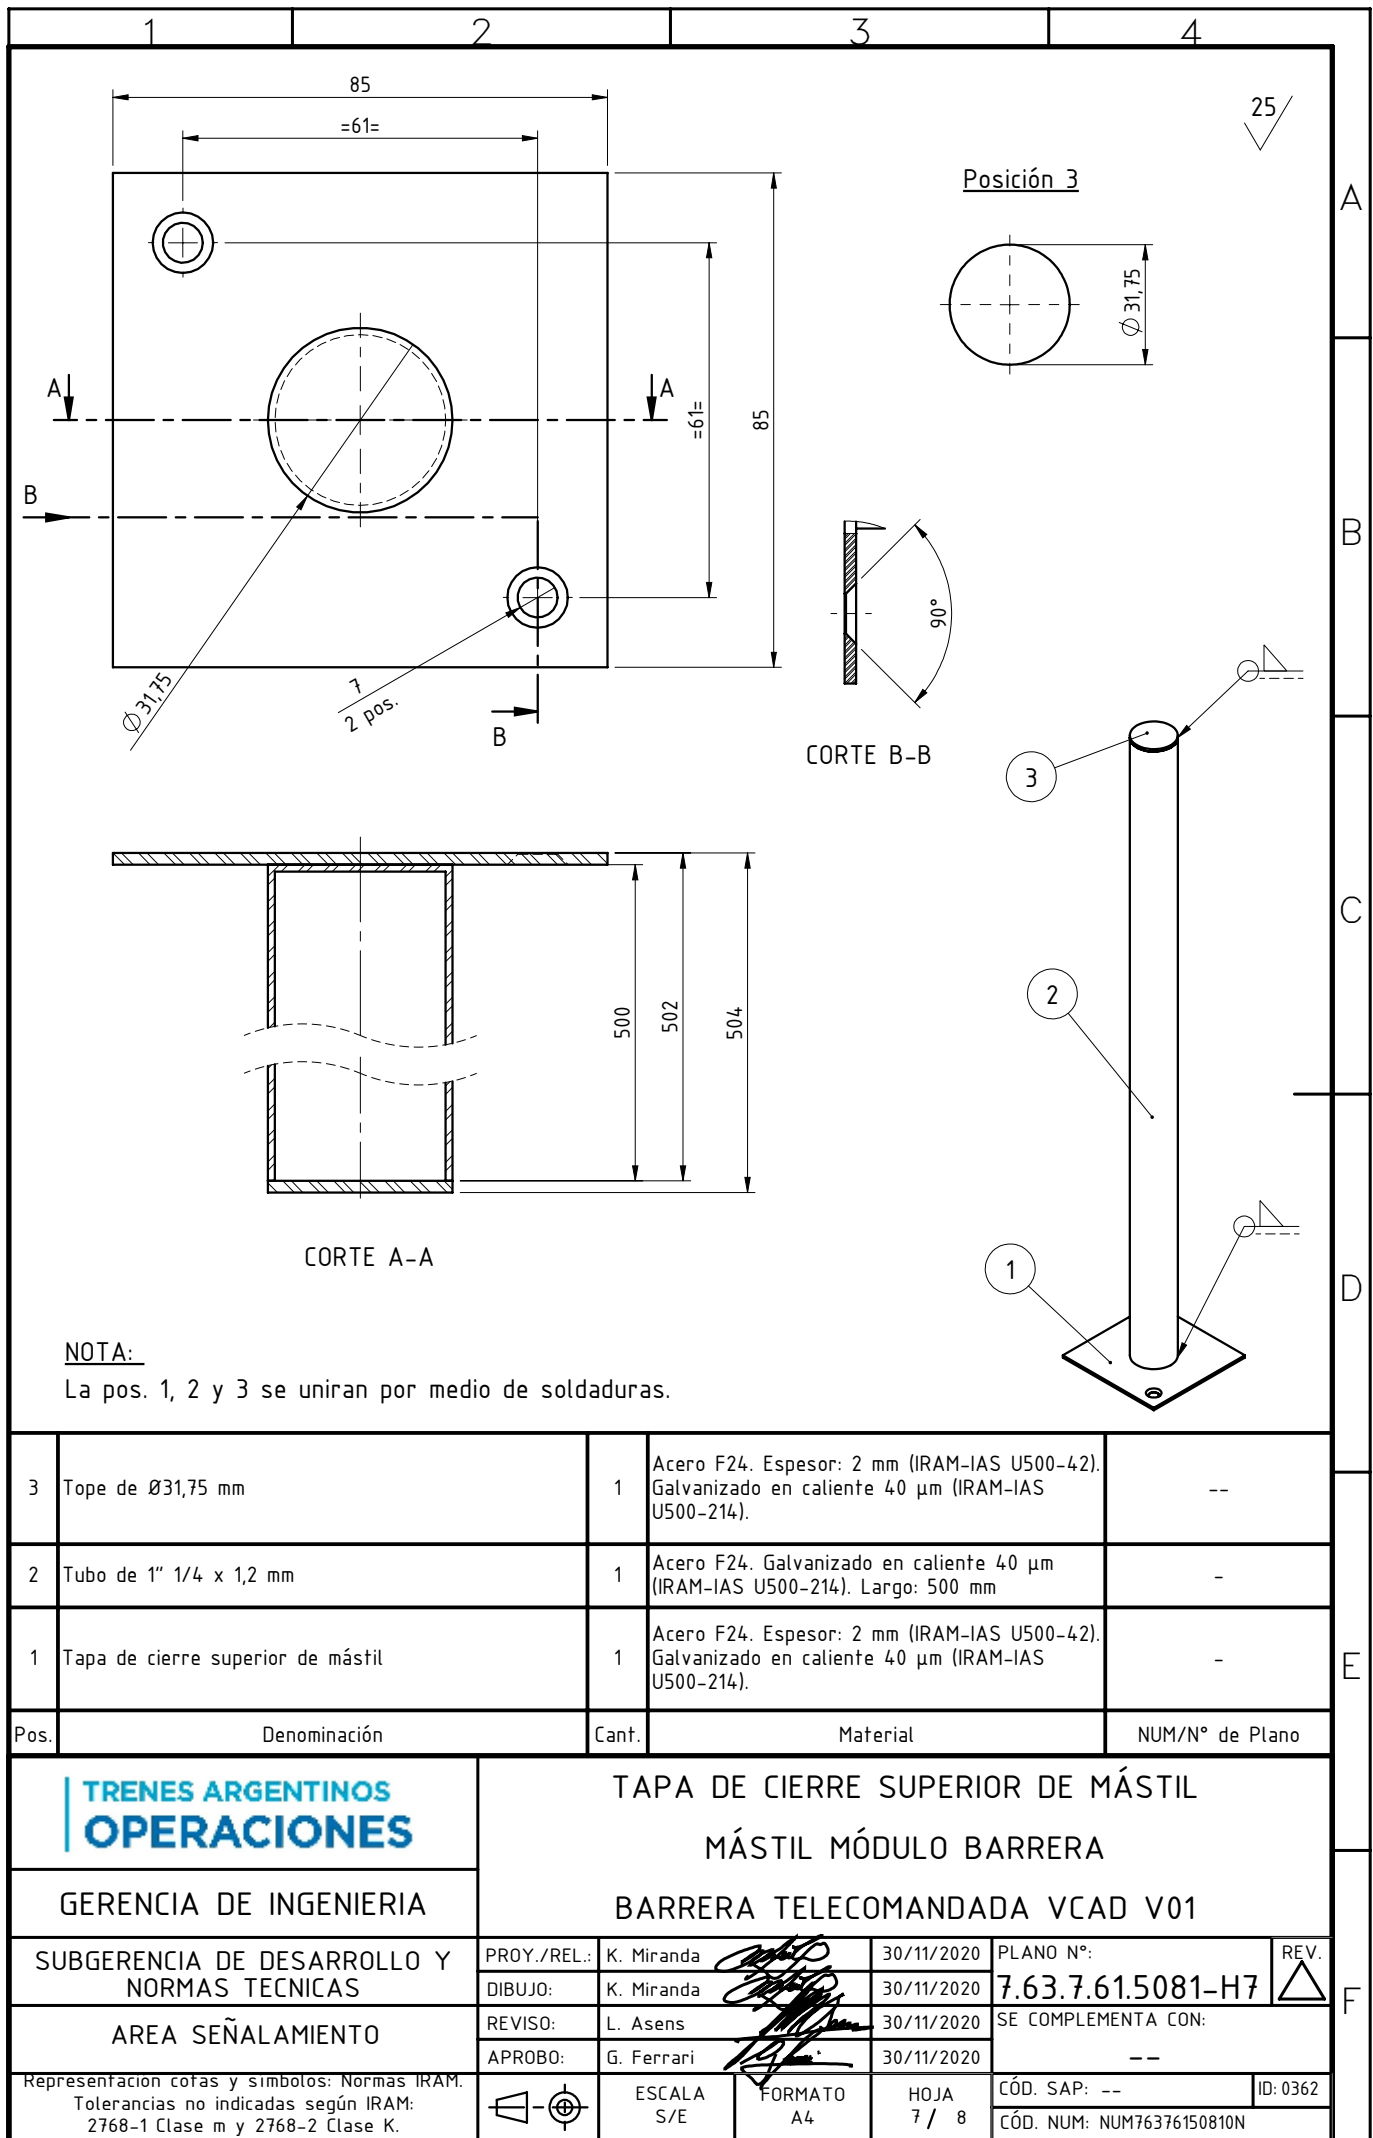 1 2 3 4
85
=61=
25
Posición 3
A
Ø 31,75
A A
=61=
85
B
B
90°
Ø 31,75
7
2 pos.
B
CORTE B-B
3
C
2
500
502
504
CORTE A-A
1
D
NOTA:
La pos. 1, 2 y 3 se uniran por medio de soldaduras.
3 Tope de Ø31,75 mm 1 Acero F24. Espesor: 2 mm (IRAM-IAS U500-42). --
Galvanizado en caliente 40 µm (IRAM-IAS
U500-214).
2 Tubo de 1" 1/4 x 1,2 mm 1 Acero F24. Galvanizado en caliente 40 µm -
(IRAM-IAS U500-214). Largo: 500 mm
1 Tapa de cierre superior de mástil 1 Acero F24. Espesor: 2 mm (IRAM-IAS U500-42). -
Galvanizado en caliente 40 µm (IRAM-IAS
U500-214).
E
Pos. Denominación Cant. Material NUM/N° de Plano
TRENES ARGENTINOS
OPERACIONES
TAPA DE CIERRE SUPERIOR DE MÁSTIL
MÁSTIL MÓDULO BARRERA
BARRERA TELECOMANDADA VCAD V01
GERENCIA DE INGENIERIA
SUBGERENCIA DE DESARROLLO Y
NORMAS TECNICAS
AREA SEÑALAMIENTO
PROY./REL.: K. Miranda 30/11/2020
DIBUJO: K. Miranda 30/11/2020
REVISO: L. Asens 30/11/2020
APROBO: G. Ferrari 30/11/2020
PLANO N°: REV.
7.63.7.61.5081-H7
SE COMPLEMENTA CON:
--
F
Representación cotas y símbolos: Normas IRAM.
Tolerancias no indicadas según IRAM:
2768-1 Clase m y 2768-2 Clase K.
ESCALA
S/E
FORMATO
A4
HOJA
7 / 8
CÓD. SAP: -- ID: 0362
CÓD. NUM: NUM76376150810N